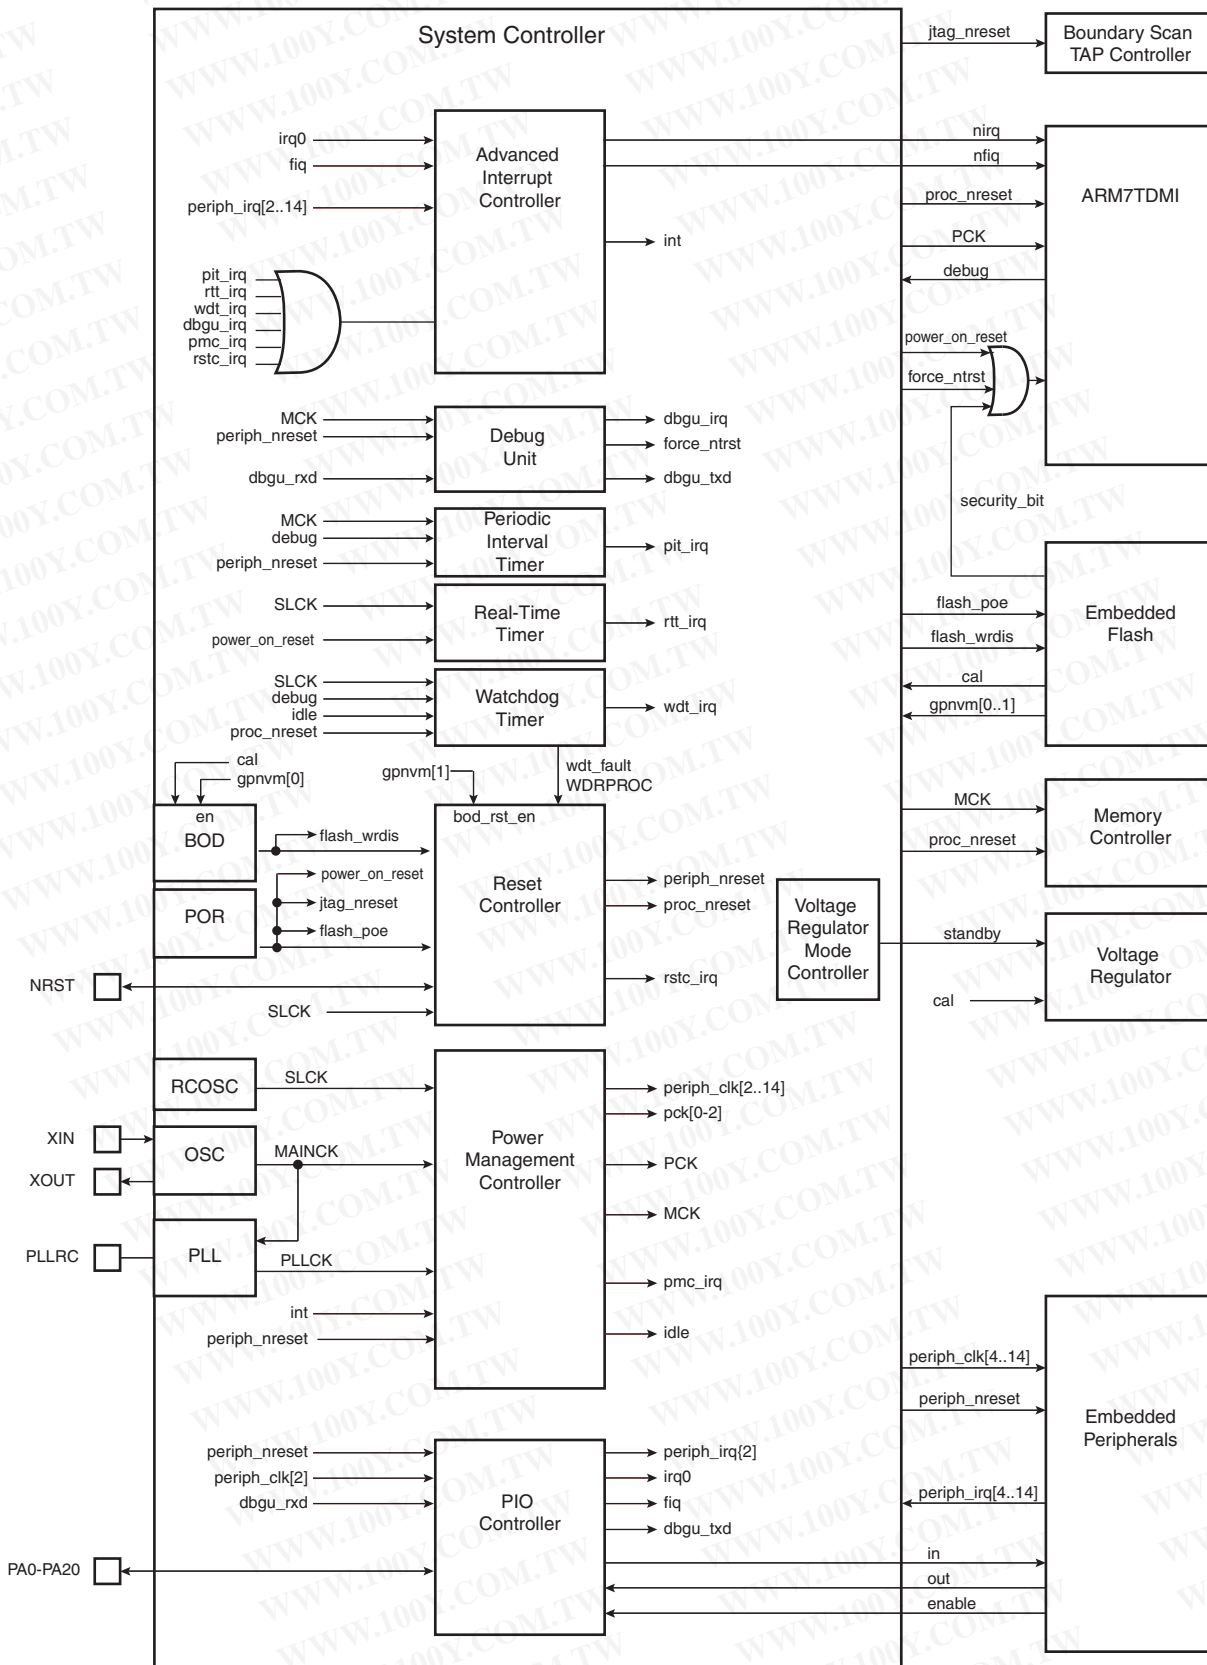 System Controller
jtag_nreset
Boundary Scan
TAP Controller
irq0
fiq
periph_irq[2..14]
Advanced
Interrupt
Controller
int
nirq
nfiq
proc_nreset
PCK
debug
ARM7TDMI
pit_irq
rtt_irq
wdt_irq
dbgu_irq
pmc_irq
rstc_irq
power_on_reset
force_ntrst
security_bit
MCK
periph_nreset
dbgu_rxd
Debug
Unit
dbgu_irq
force_ntrst
dbgu_txd
MCK
debug
periph_nreset
Periodic
Interval
Timer
pit_irq
SLCK
power_on_reset
Real-Time
Timer
rtt_irq
flash_poe
flash_wrdis
cal
gpnvm[0..1]
Embedded
Flash
SLCK
debug
idle
proc_nreset
Watchdog
Timer
wdt_irq
wdt_fault
WDRPROC
cal
gpnvm[0]
gpnvm[1]
en
BOD
bod_rst_en
flash_wrdis
power_on_reset
jtag_nreset
flash_poe
POR
Reset
Controller
periph_nreset
proc_nreset
rstc_irq
NRST
SLCK
MCK
proc_nreset
Memory
Controller
Voltage
Regulator
Mode
Controller
standby
cal
Voltage
Regulator
RCOSC
SLCK
XIN
XOUT
OSC
MAINCK
PLLRC
PLL
PLLCK
int
periph_nreset
Power
Management
Controller
periph_clk[2..14]
pck[0-2]
PCK
MCK
pmc_irq
idle
periph_clk[4..14]
periph_nreset
periph_irq[4..14]
in
out
enable
Embedded
Peripherals
periph_nreset
periph_clk[2]
dbgu_rxd
PA0-PA20
PIO
Controller
periph_irq{2]
irq0
fiq
dbgu_txd
WWW.100Y.COM.TW